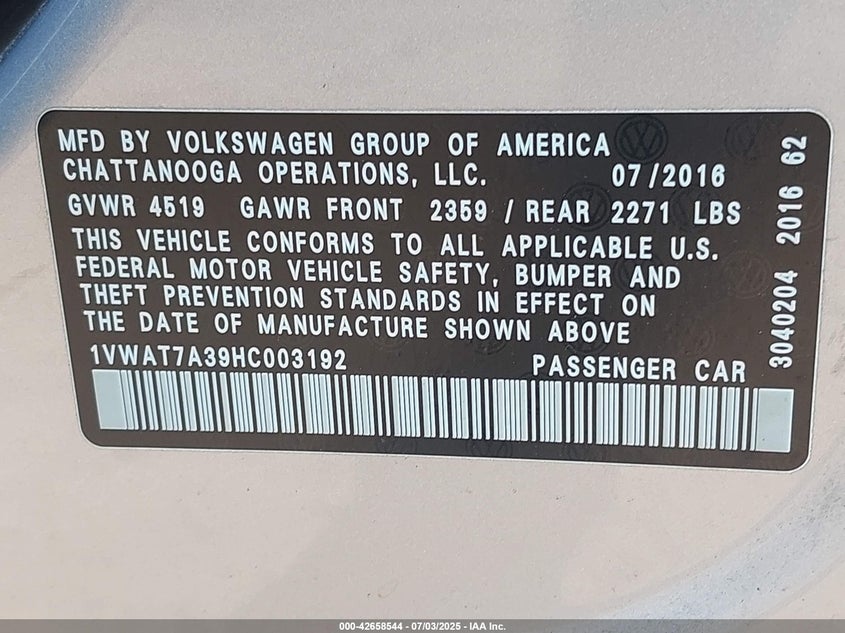 MFD BY VOLKSWAGEN GROUP OF AMERICA
CHATTANOOGA OPERATIONS, LLC. 07/2016
GVWR 4519 GAWR FRONT 2359 / REAR 2271 LBS
THIS VEHICLE CONFORMS TO ALL APPLICABLE U.S.
FEDERAL MOTOR VEHICLE SAFETY, BUMPER AND
THEFT PREVENTION STANDARDS IN EFFECT ON
THE DATE OF MANUFACTURE SHOWN ABOVE
1VWAT7A39HC003192 PASSENGER CAR
3040204 2016 62
000-42658544 - 07/03/2025 - IAA Inc.